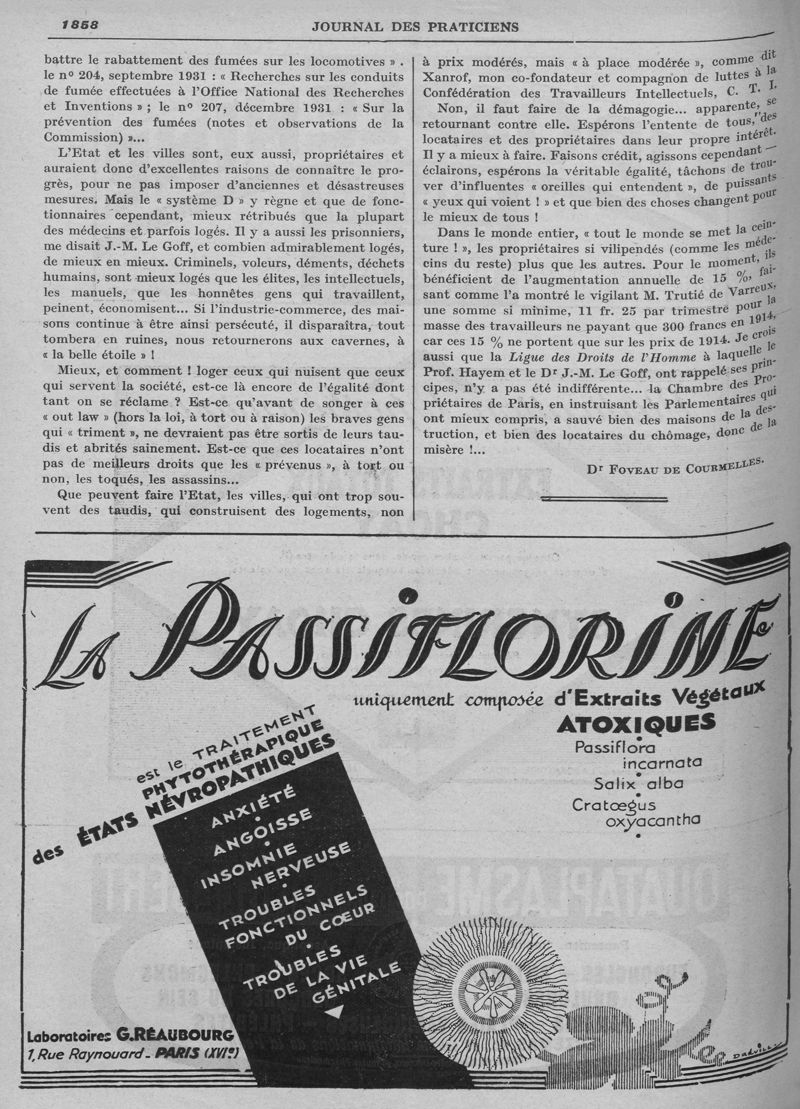 1858
JOURNAL DES PRATICIENS
battre le rabattement des fumées sur les locomotives » .
le nº 204, septembre 1931 : « Recherches sur les conduits
de fumée effectuées à l'Office National des Recherches
et Inventions » ; le nº 207, décembre 1931 : « Sur la
prévention des fumées (notes et observations de la
Commission) »...
L'Etat et les villes sont, eux aussi, propriétaires et
auraient donc d'excellentes raisons de connaître le pro-
grès, pour ne pas imposer d'anciennes et désastreuses
mesures. Mais le « système D » y règne et que de fonc-
tionnaires cependant, mieux rétribués que la plupart
des médecins et parfois logés. Il y a aussi les prisonniers,
me disait J.-M. Le Goff, et combien admirablement logés,
de mieux en mieux. Criminels, voleurs, déments, déchets
humains, sont mieux logés que les élites, les intellectuels,
les manuels, que les honnêtes gens qui travaillent,
peinent, économisent... Si l'industrie-commerce, des mai-
sons continue à être ainsi persécuté, il disparaîtra, tout
tombera en ruines, nous retournerons aux cavernes, à
« la belle étoile » !
Mieux, et comment ! loger ceux qui nuisent que ceux
qui servent la société, est-ce là encore de l'égalité dont
tant on se réclame ? Est-ce qu'avant de songer à ces
« out law » (hors la loi, à tort ou à raison) les braves gens
qui « triment », ne devraient pas être sortis de leurs tau-
dis et abrités sainement. Est-ce que ces locataires n'ont
pas de meilleurs droits que les « prévenus », à tort ou
non, les toqués, les assassins...
Que peuvent faire l'Etat, les villes, qui ont trop sou-
vent des taudis, qui construisent des logements, non
à prix modérés, mais « à place modérée », comme dit
Xanrof, mon co-fondateur et compagnon de luttes à la
Confédération des Travailleurs Intellectuels, C. T. I.
Non, il faut faire de la démagogie... apparente, se
retournant contre elle. Espérons l'entente de tous, des
locataires et des propriétaires dans leur propre intérêt.
Il y a mieux à faire. Faisons crédit, agissons cependant —
éclairons, espérons la véritable égalité, tâchons de trou-
ver d'influentes « oreilles qui entendent », de puissants
« yeux qui voient ! » et que bien des choses changent pour
le mieux de tous !
Dans le monde entier, « tout le monde se met la cein-
ture ! », les propriétaires si vilipendés (comme les méde-
cins du reste) plus que les autres. Pour le moment, ils
bénéficient de l'augmentation annuelle de 15 %, fai-
sant comme l'a montré le vigilant M. Trutié de Varreux,
une somme si minime, 11 fr. 25 par trimestre pour la
masse des travailleurs ne payant que 300 francs en 1914,
car ces 15 % ne portent que sur les prix de 1914. Je crois
aussi que la Ligue des Droits de l'Homme à laquelle le
Prof. Hayem et le Dr J.-M. Le Goff, ont rappelé ses prin-
cipes, n'y a pas été indifférente... la Chambre des Pro-
priétaires de Paris, en instruisant les Parlementaires qui
ont mieux compris, a sauvé bien des maisons de la des-
truction, et bien des locataires du chômage, donc de la
misère !...
Dr FOVEAU DE COURMELLES.
LA PASSIFLORINE
uniquement composée d'Extraits Végétaux
ATOXIQUES
Passiflora
incarnata
Salix alba
Cratœgus
oxyacantha
est le TRAITEMENT
PHYTOTHÉRAPIQUE
des ÉTATS NÉVROPATHIQUES
ANXIÉTÉ
ANGOISSE
INSOMNIE
NERVEUSE
TROUBLES
FONCTIONNELS
DU CŒUR
TROUBLES
DE LA VIE
GÉNITALE
Laboratoires G.RÉAUBOURG
1, Rue Raynouard_ PARIS (XVIe)